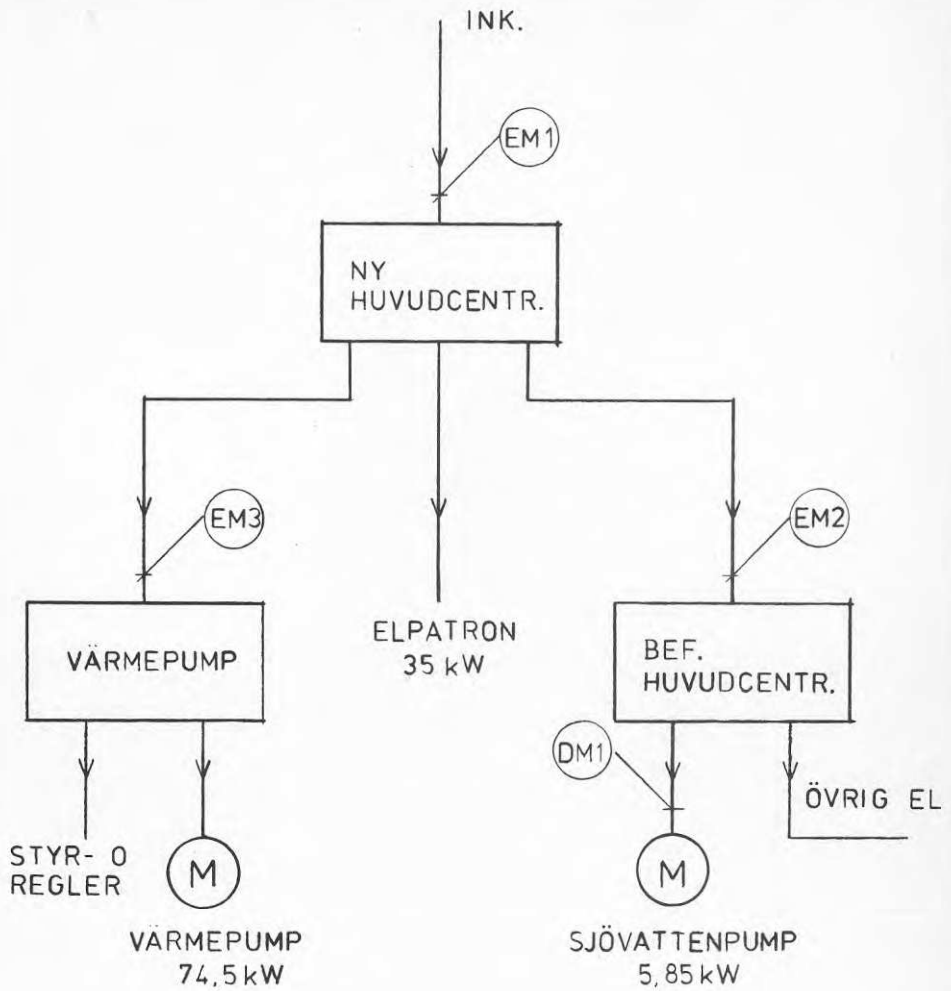 INK.
EM1
NY
HUVUDCENTR.
EM3
EM2
VÄRMEPUMP
ELPATRON
35 kW
BEF.
HUVUDCENTR.
DM1
ÖVRIG EL
STYR- O
REGLER
M
M
VÄRMEPUMP
74,5 kW
SJÖVATTENPUMP
5,85 kW